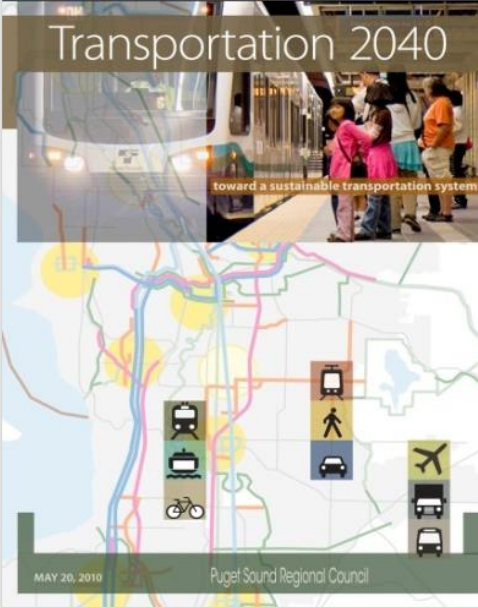 Transportation 2040
toward a sustainable transportation system
MAY 20, 2010
Puget Sound Regional Council